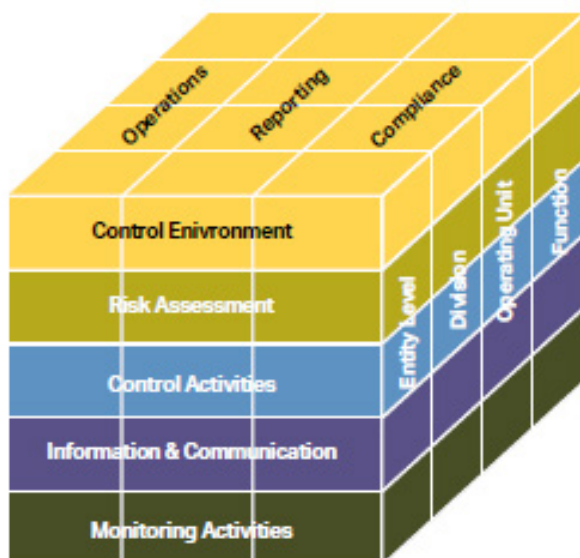 Operations
Reporting
Compliance
Control Enivronment
Risk Assessment
Control Activities
Information & Communication
Monitoring Activities
Entity Level
Division
Operating Unit
Function